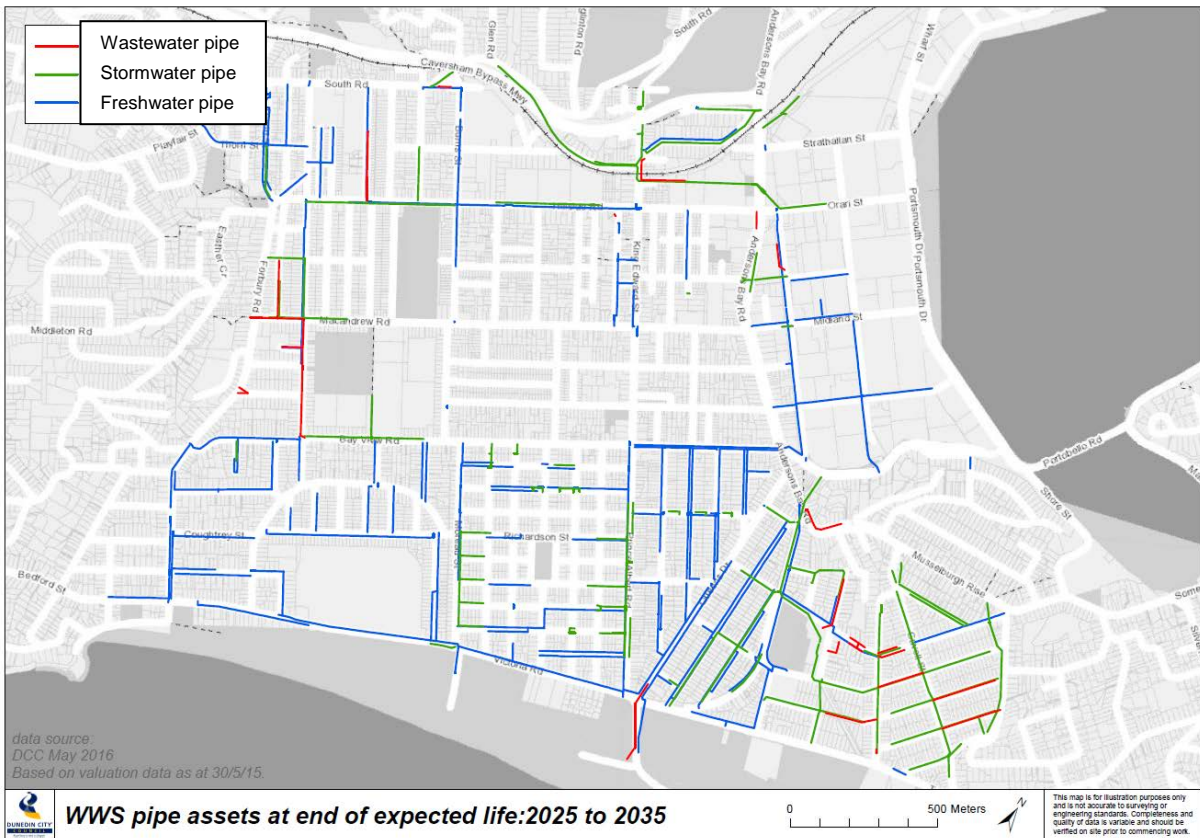 Wastewater pipe
Stormwater pipe
Freshwater pipe
Glen Rd
South Rd
Andersons Bay Rd
Wharf St
Caversham Bypass Mwy
South Rd
Playfair St
Thorn St
Strathallan St
Orari St
Portsmouth Dr
Portsmouth Dr
Easther Cr
Forbury Rd
King Edward St
Andersons Bay Rd
Middleton Rd
Macandrew Rd
Midland St
Bay View Rd
Andersons Bay Rd
Portobello Rd
Shore St
Coughtrey St
Richardson St
Musselburgh Rise
Bedford St
Victoria Rd
data source:
DCC May 2016
Based on valuation data as at 30/5/15.
DUNEDIN CITY
COUNCIL
WWS pipe assets at end of expected life:2025 to 2035
0
500 Meters
N
This map is for illustration purposes only
and is not accurate to surveying or
engineering standards. Completeness and
quality of data is variable and should be
verified on site prior to commencing work.